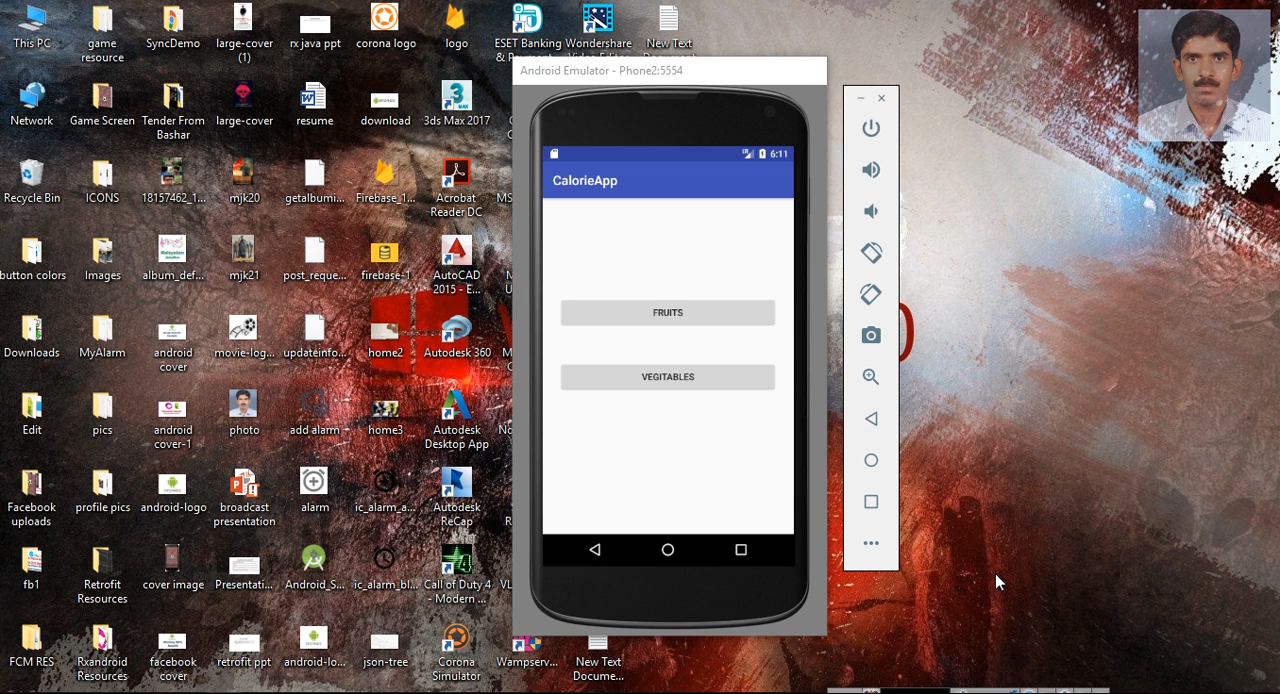 This PC
game
resource
SyncDemo
large-cover
(1)
rx java ppt
corona logo
logo
ESET Banking
Wondershare
New Text
Android Emulator - Phone2:5554
Network
Game Screen
Tender From
Bashar
large-cover
resume
download
3ds Max 2017
6:11
CalorieApp
Recycle Bin
ICONS
18157462_1...
mjk20
getalbumi...
Firebase_1...
Acrobat
Reader DC
button colors
Images
album_def...
mjk21
post_reque...
firebase-1
AutoCAD
2015 - E...
FRUITS
VEGITABLES
Downloads
MyAlarm
android
cover
movie-log...
updateinfo...
home2
Autodesk 360
Edit
pics
android
cover-1
photo
add alarm
home3
Autodesk
Desktop App
Facebook
uploads
profile pics
android-logo
broadcast
presentation
alarm
ic_alarm_a...
Autodesk
ReCap
fb1
Retrofit
Resources
cover image
Presentati...
Android_S...
ic_alarm_bl...
Call of Duty 4
- Modern ...
FCM RES
Rxandroid
Resources
facebook
cover
retrofit ppt
android-lo...
json-tree
Corona
Simulator
Wampserv...
New Text
Docume...